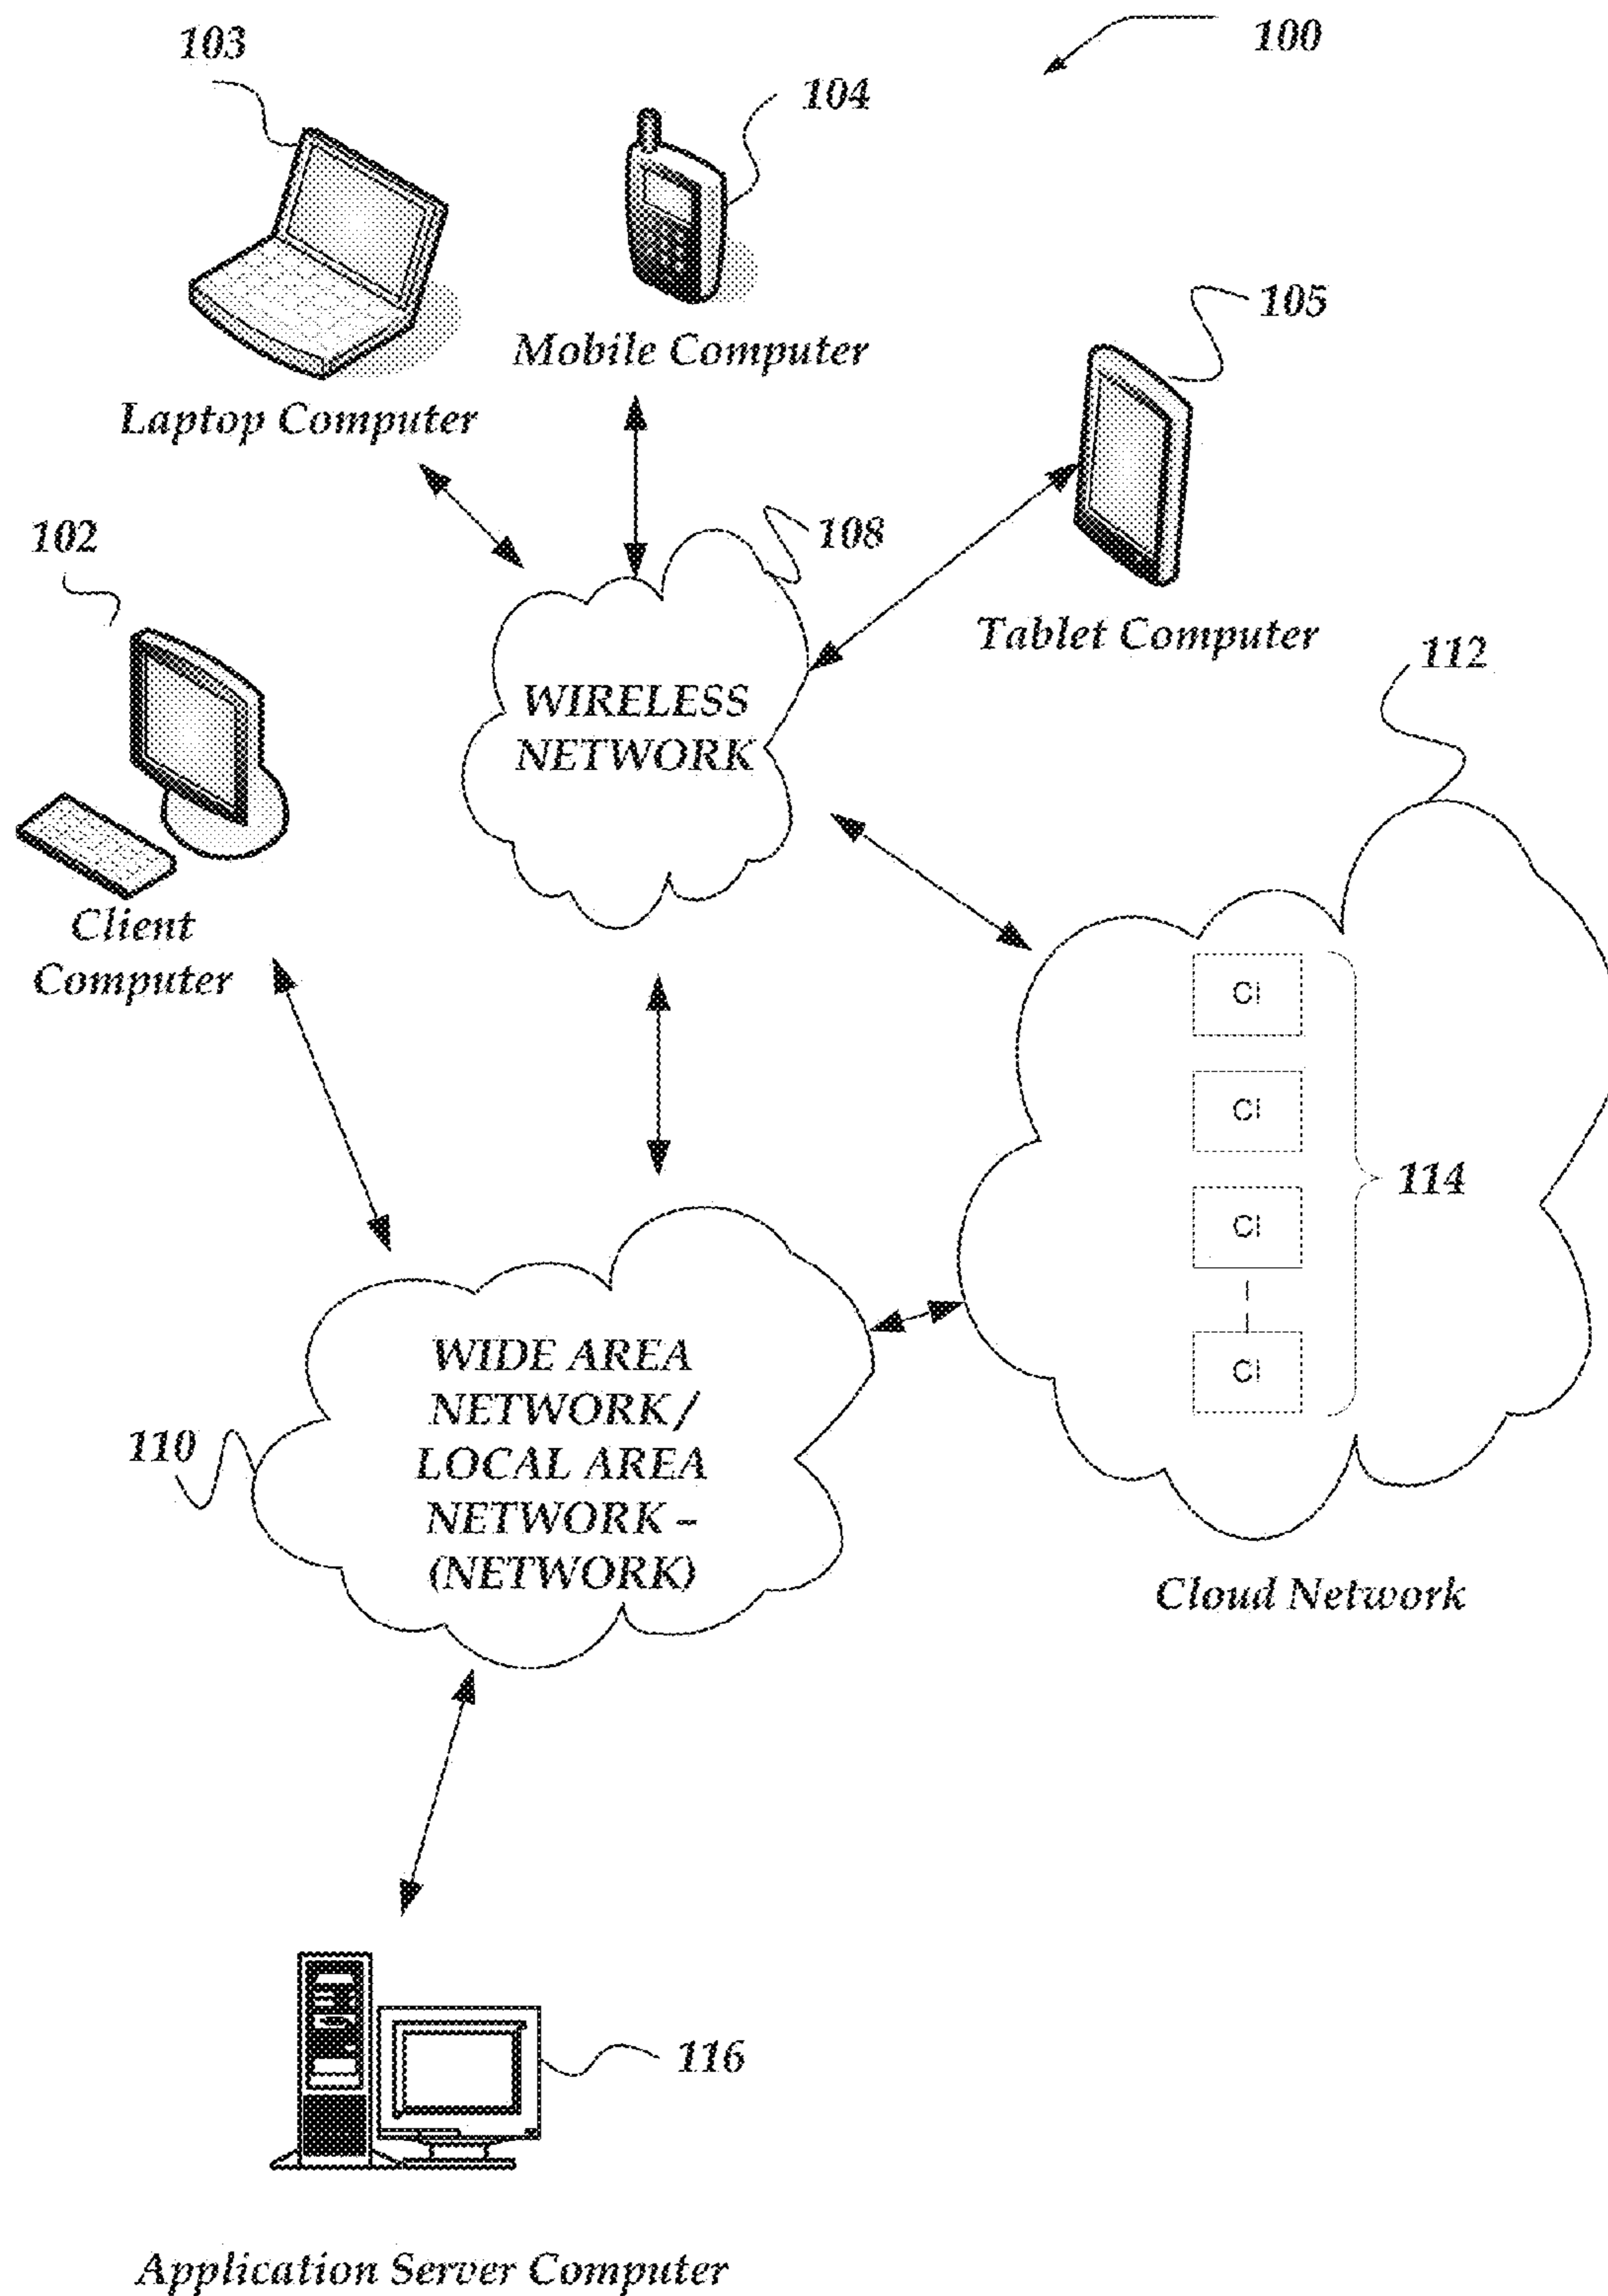 100
103
104
Mobile Computer
105
Laptop Computer
102
108
Tablet Computer
112
WIRELESS
NETWORK
Client
Computer
CI
CI
114
CI
CI
WIDE AREA
NETWORK /
LOCAL AREA
NETWORK –
(NETWORK)
110
Cloud Network
116
Application Server Computer